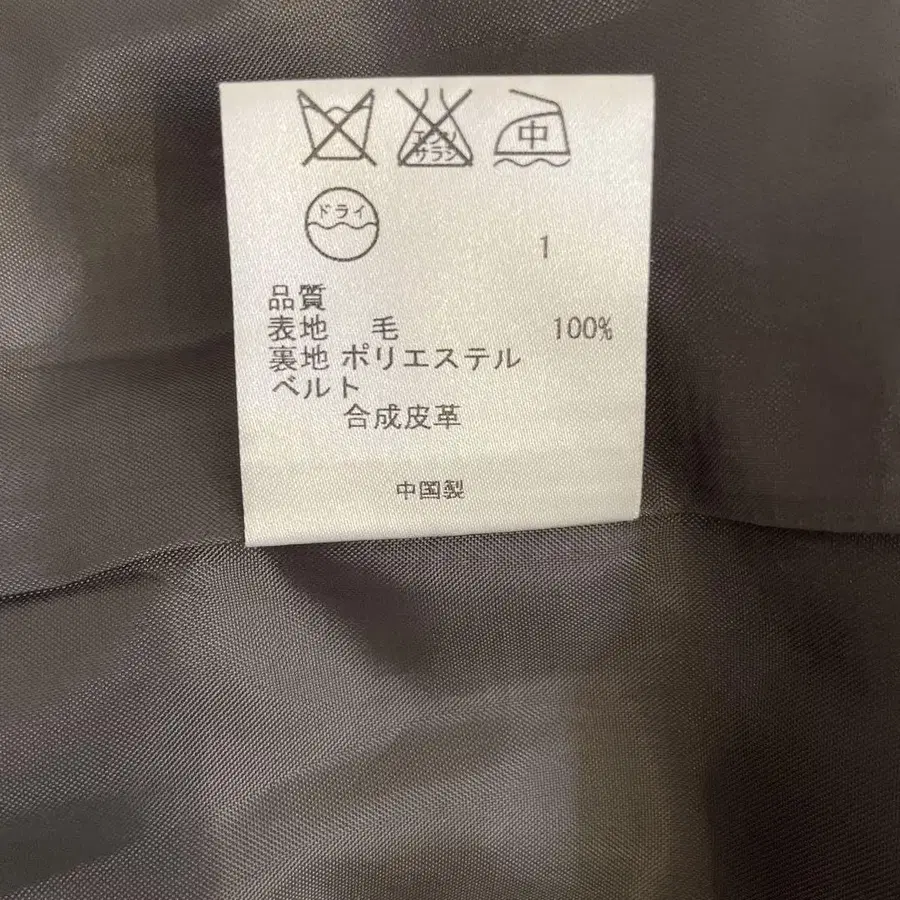 エンソ
サラシ
中
ドライ
1
品質
表地 毛 100%
裏地 ポリエステル
ベルト
合成皮革
中国製